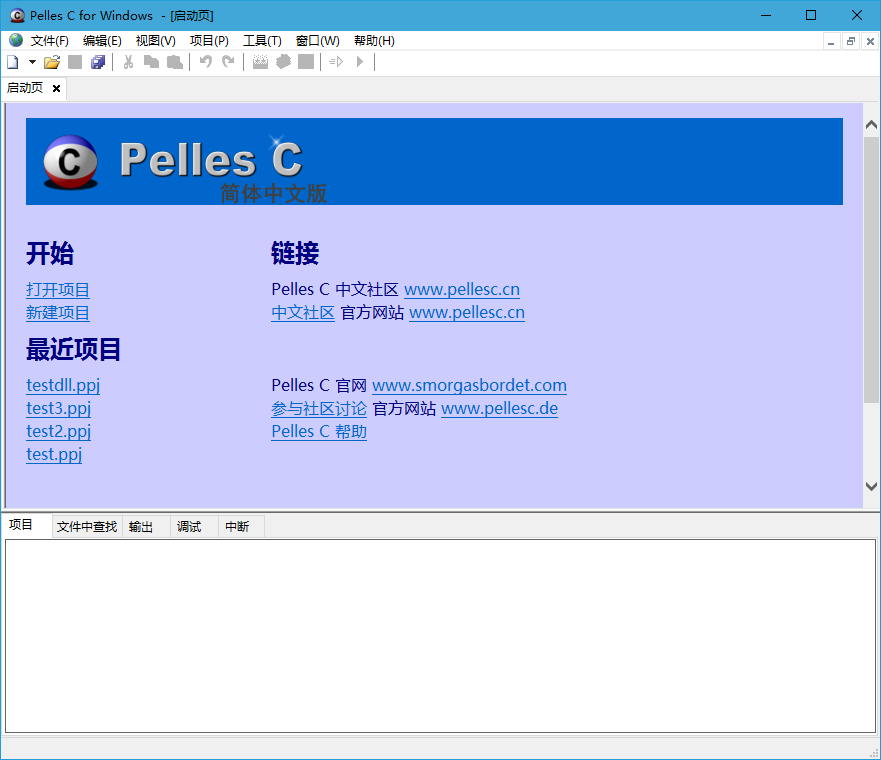 Pelles C for Windows - [启动页]
文件(F) 编辑(E) 视图(V) 项目(P) 工具(T) 窗口(W) 帮助(H)
启动页
C Pelles C
简体中文版
开始
打开项目
新建项目
链接
Pelles C 中文社区 www.pellesc.cn
中文社区 官方网站 www.pellesc.cn
最近项目
testdll.ppj
test3.ppj
test2.ppj
test.ppj
Pelles C 官网 www.smorgasbordet.com
参与社区讨论 官方网站 www.pellesc.de
Pelles C 帮助
项目 文件中查找 输出 调试 中断